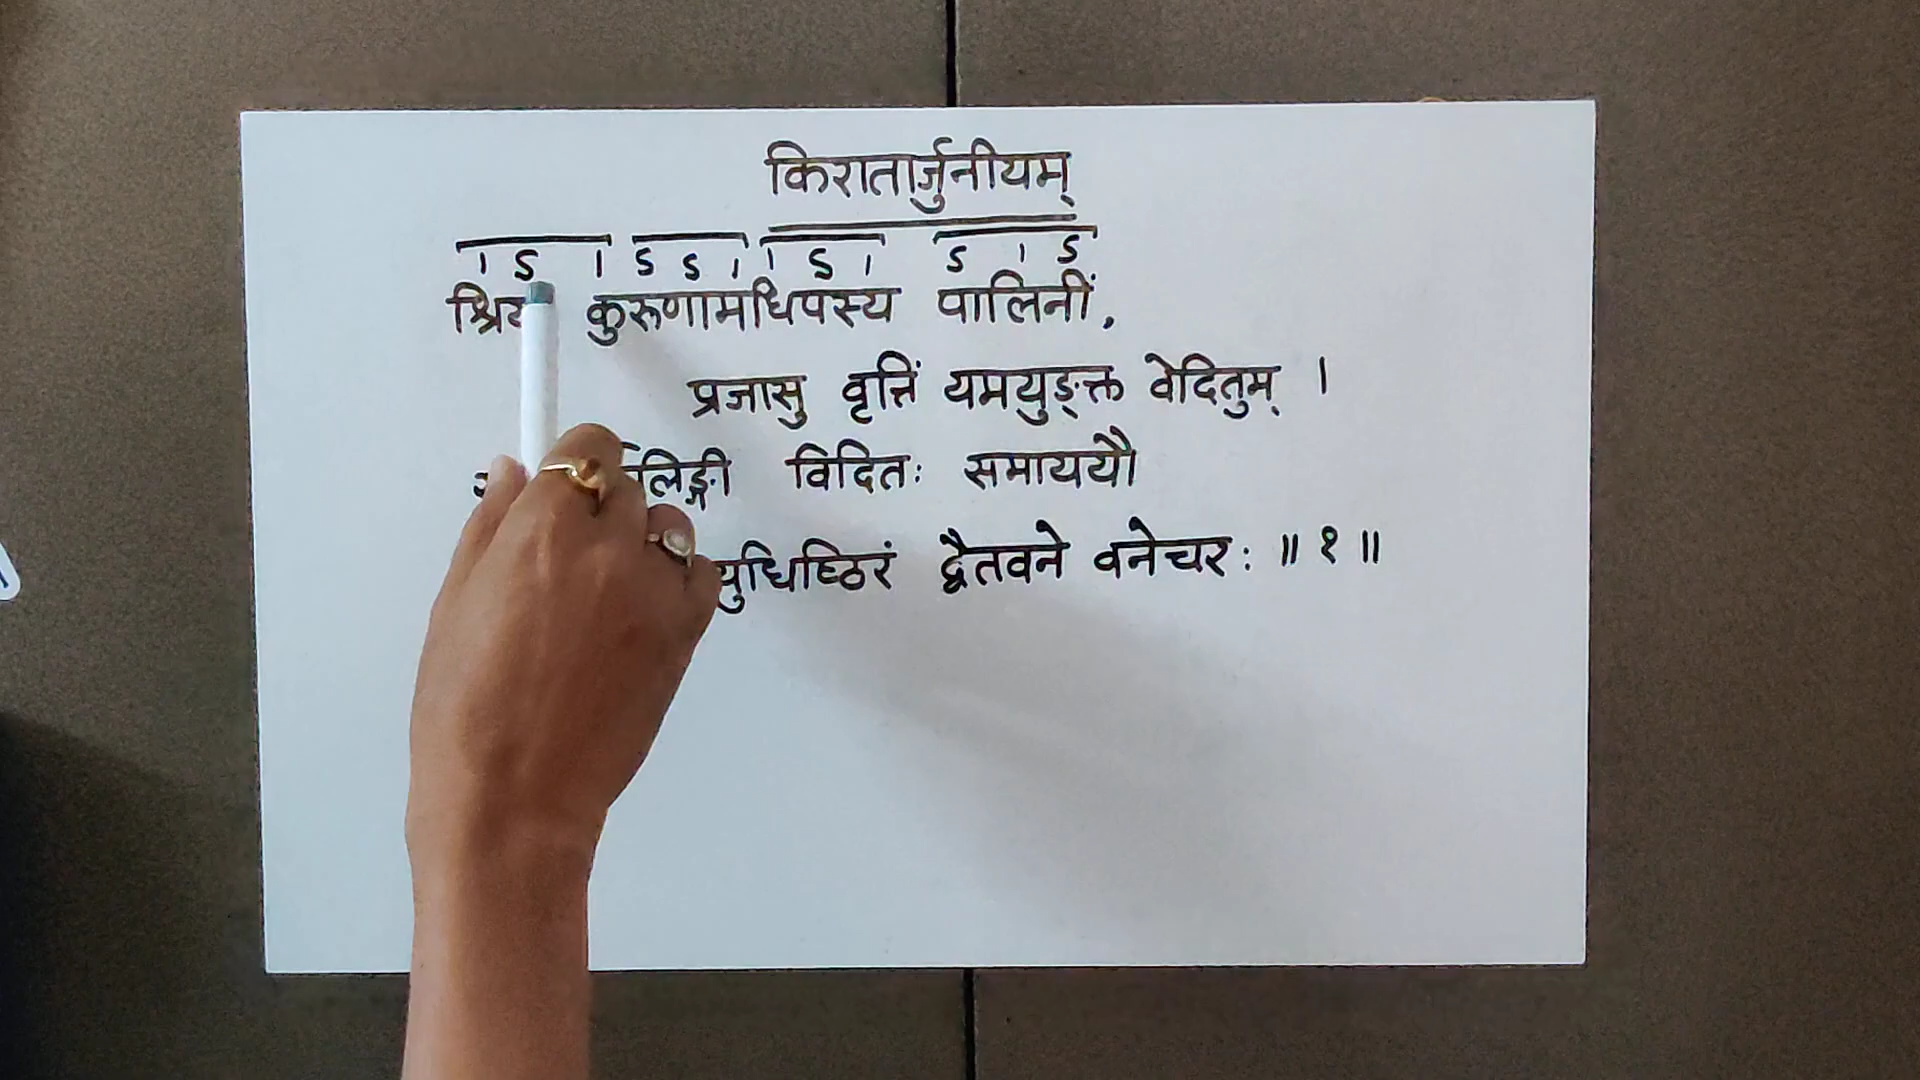 किरातार्जुनीयम्
। ऽ । ऽ ऽ । । ऽ । ऽ । ऽ
कुरुणामधिपस्य पालिनीं,
प्रजासु वृत्तिं यमयुङ्क्त वेदितुम् ।
विदितः समाययौ
युधिष्ठिरं द्वैतवने वनेचरः ॥ १ ॥